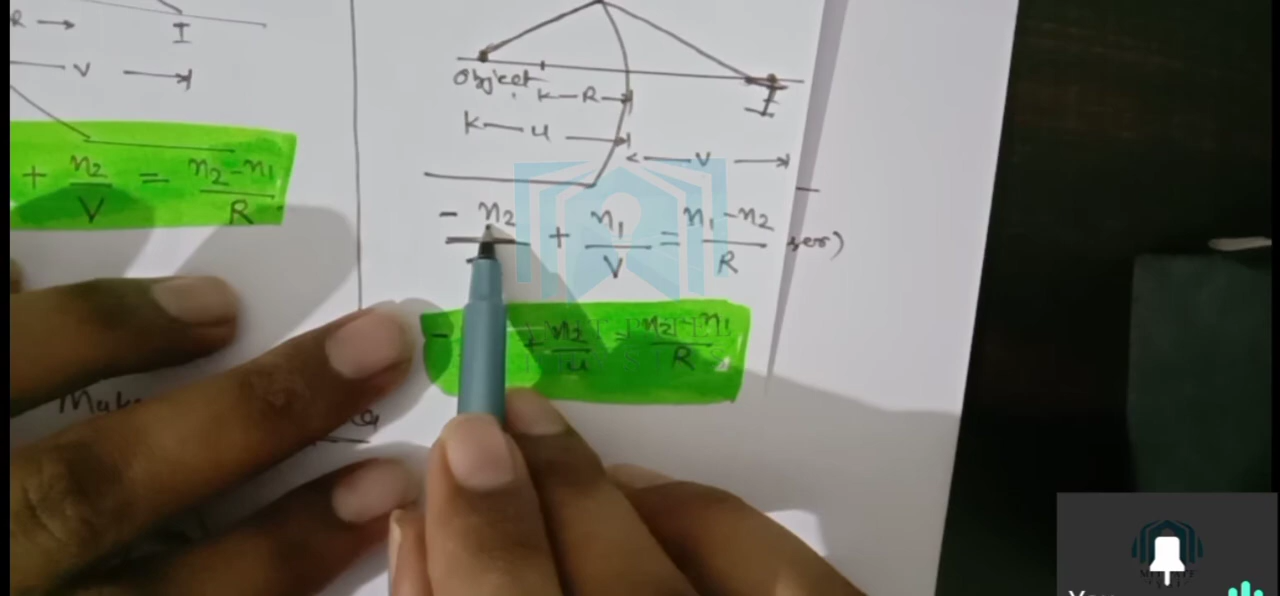 R →
I
— V →
+ n2/V = n2-n1/R
Object
I
K—R→
K— u →
<— V →
- n2/ + n1/V = n1-n2/R
- + n2/u = n2-n1/R